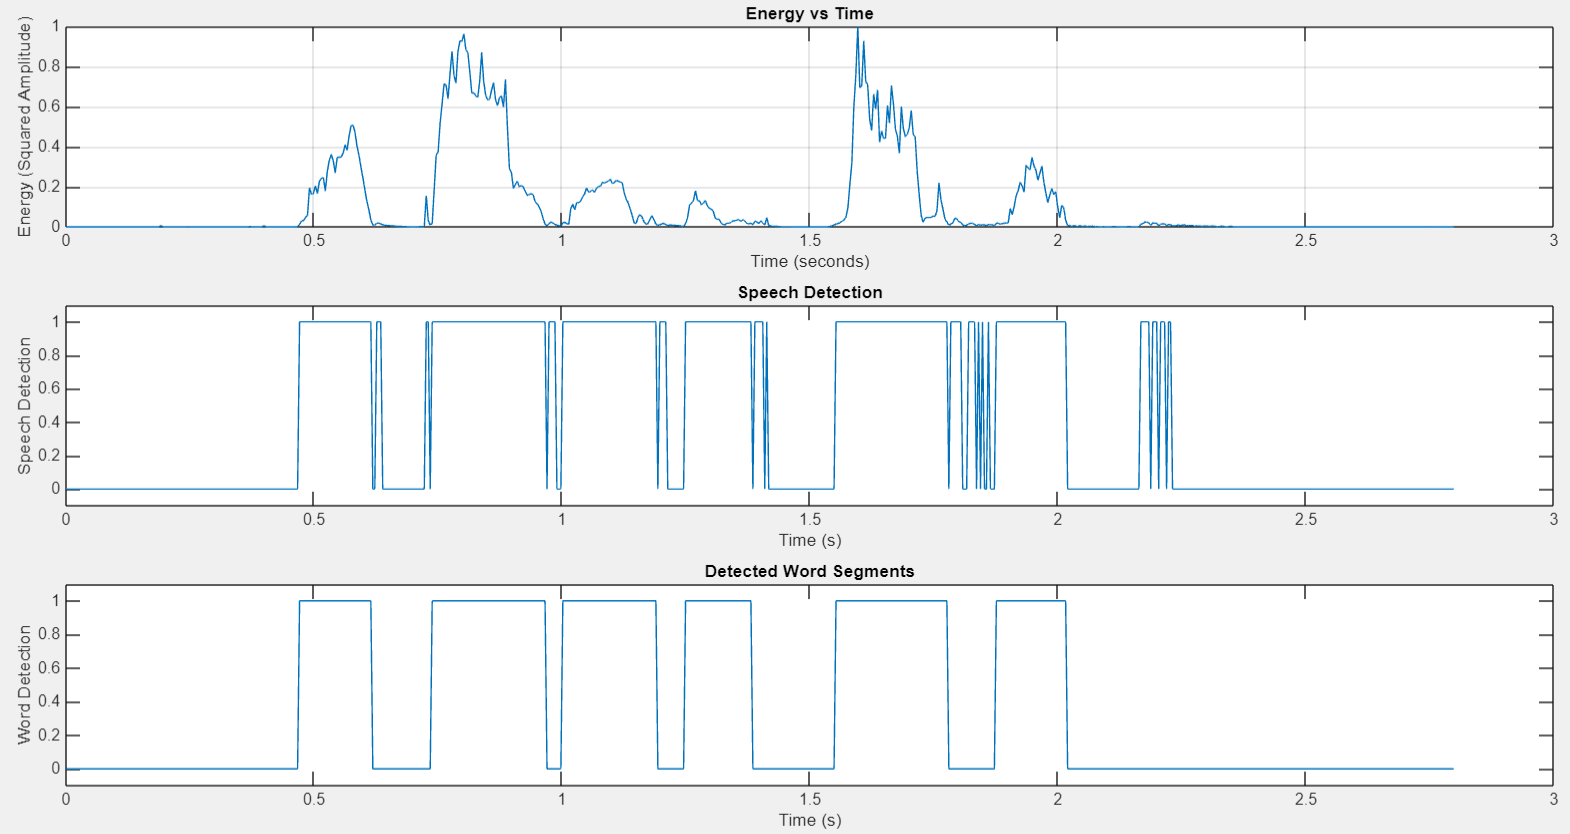 Energy vs Time
Energy (Squared Amplitude)
1
0.8
0.6
0.4
0.2
0
0 0.5 1 1.5 2 2.5 3
Time (seconds)
Speech Detection
Speech Detection
1
0.8
0.6
0.4
0.2
0
0 0.5 1 1.5 2 2.5 3
Time (s)
Detected Word Segments
Word Detection
1
0.8
0.6
0.4
0.2
0
0 0.5 1 1.5 2 2.5 3
Time (s)